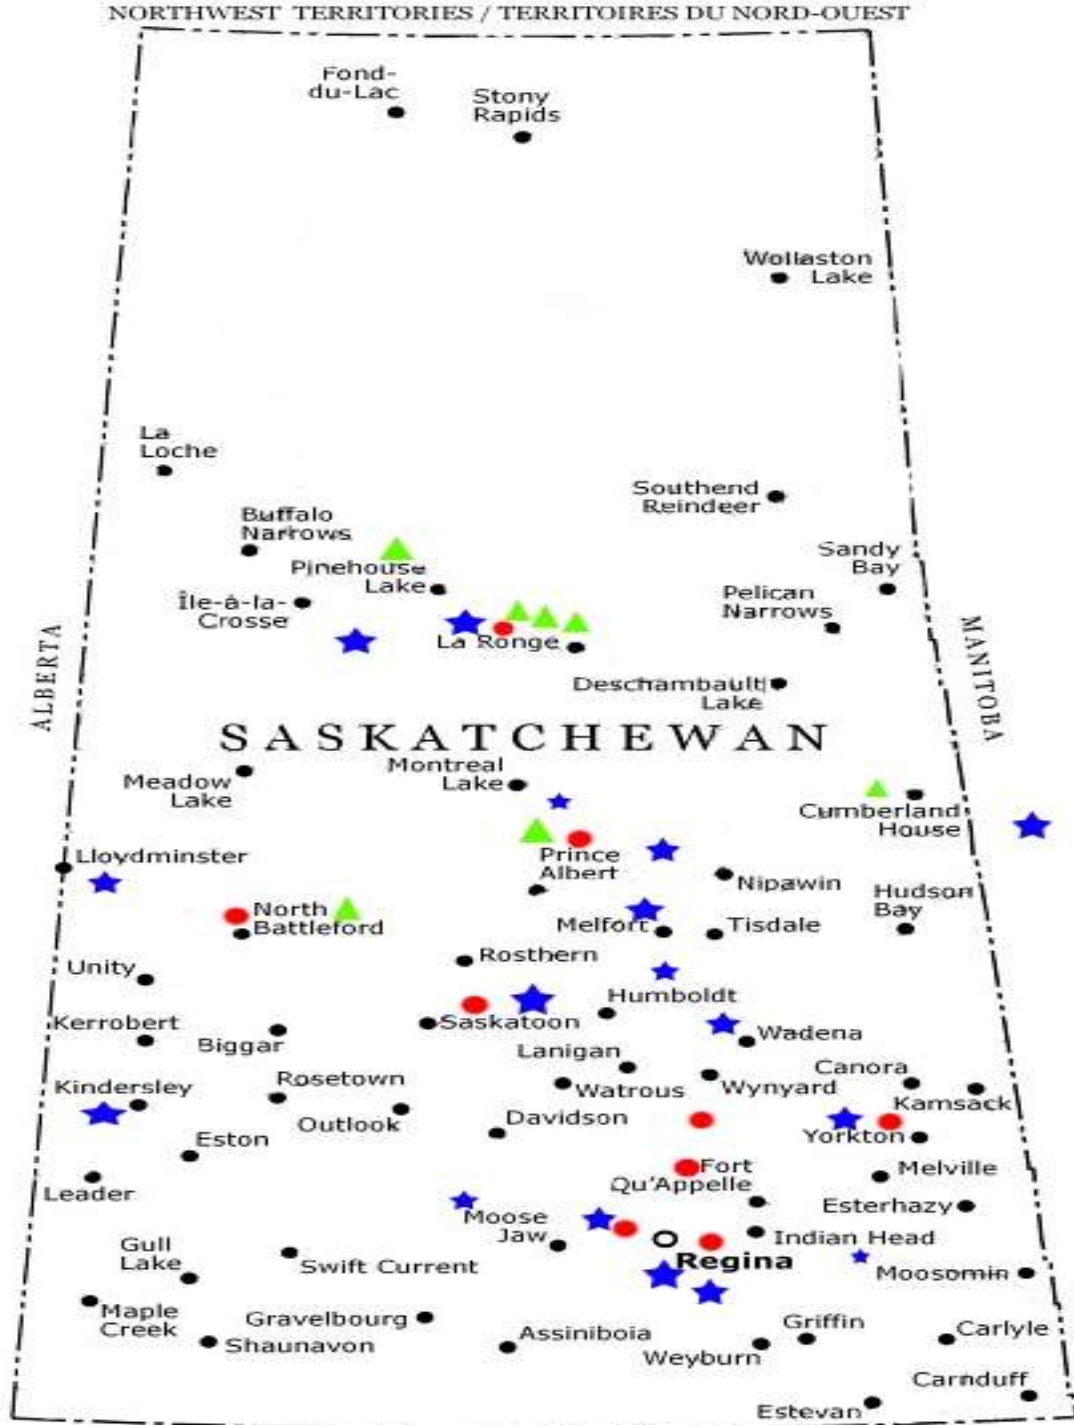 NORTHWEST TERRITORIES / TERRITOIRES DU NORD-OUEST
Fond-
du-Lac
Stony
Rapids
Wollaston
Lake
La
Loche
Southend
Reindeer
Buffalo
Narrows
Sandy
Bay
Pinehouse
Lake
Pelican
Narrows
Île-à-la-
Crosse
La Ronge
ALBERTA
MANITOBA
Deschambault
Lake
SASKATCHEWAN
Meadow
Lake
Montreal
Lake
Cumberland
House
Lloydminster
Prince
Albert
Nipawin
Hudson
Bay
North
Battleford
Melfort
Tisdale
Rosthern
Unity
Humboldt
Kerrobert
Saskatoon
Wadena
Biggar
Lanigan
Canora
Kindersley
Rosetown
Watrous
Wynyard
Kamsack
Outlook
Davidson
Yorkton
Eston
Fort
Qu'Appelle
Melville
Leader
Esterhazy
Moose
Jaw
Indian Head
Gull
Lake
Swift Current
Regina
Moosomin
Maple
Creek
Gravelbourg
Griffin
Carlyle
Shaunavon
Assiniboia
Weyburn
Carnduff
Estevan